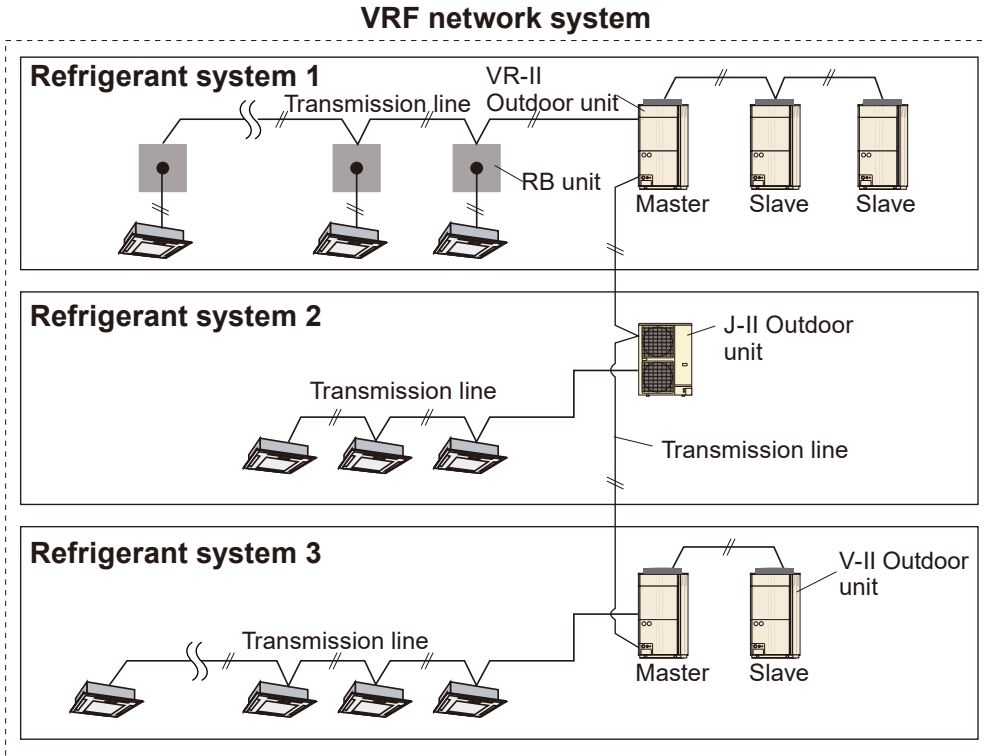 VRF network system
Refrigerant system 1
VR-II
Outdoor unit
Transmission line
RB unit
Master
Slave
Slave
Refrigerant system 2
J-II Outdoor
unit
Transmission line
Transmission line
Refrigerant system 3
V-II Outdoor
unit
Transmission line
Master
Slave